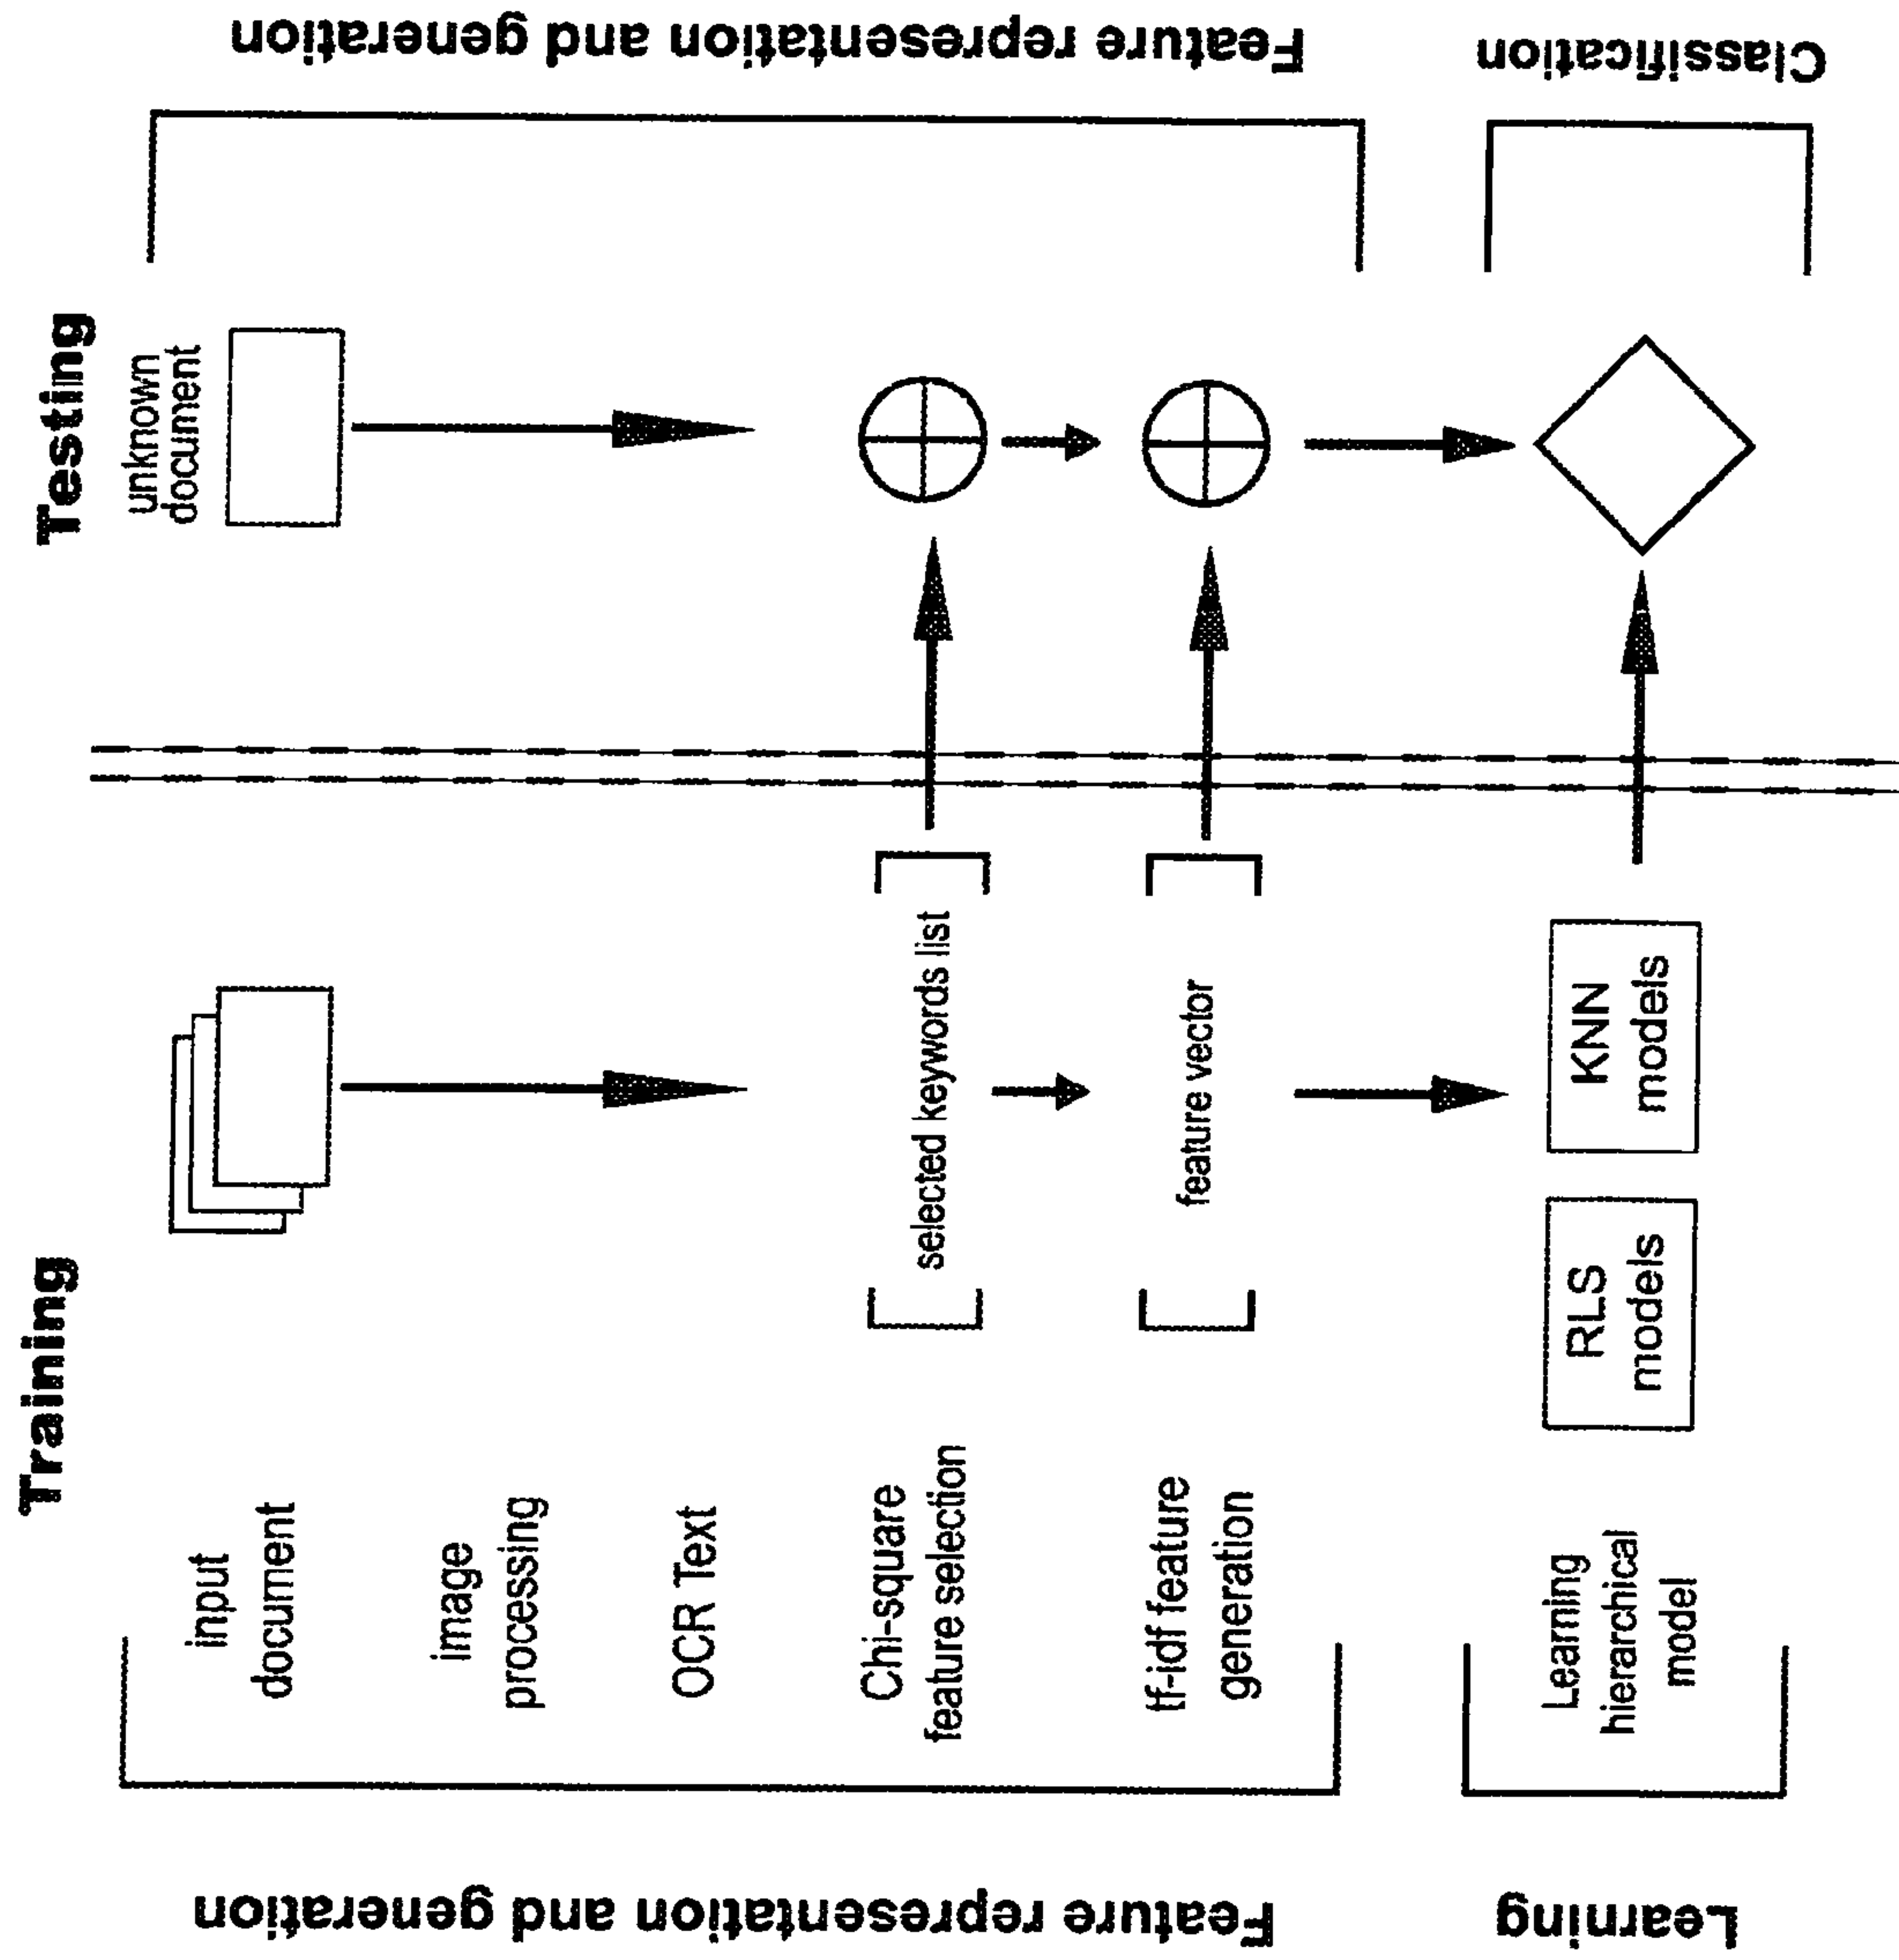 Training
Testing
Feature representation and generation
input
document
unknown
document
image
processing
OCR Text
Chi-square
feature selection
selected keywords list
tf-idf feature
generation
feature vector
Feature representation and generation
Learning
Learning
hierarchical
model
RLS
models
KNN
models
Classification